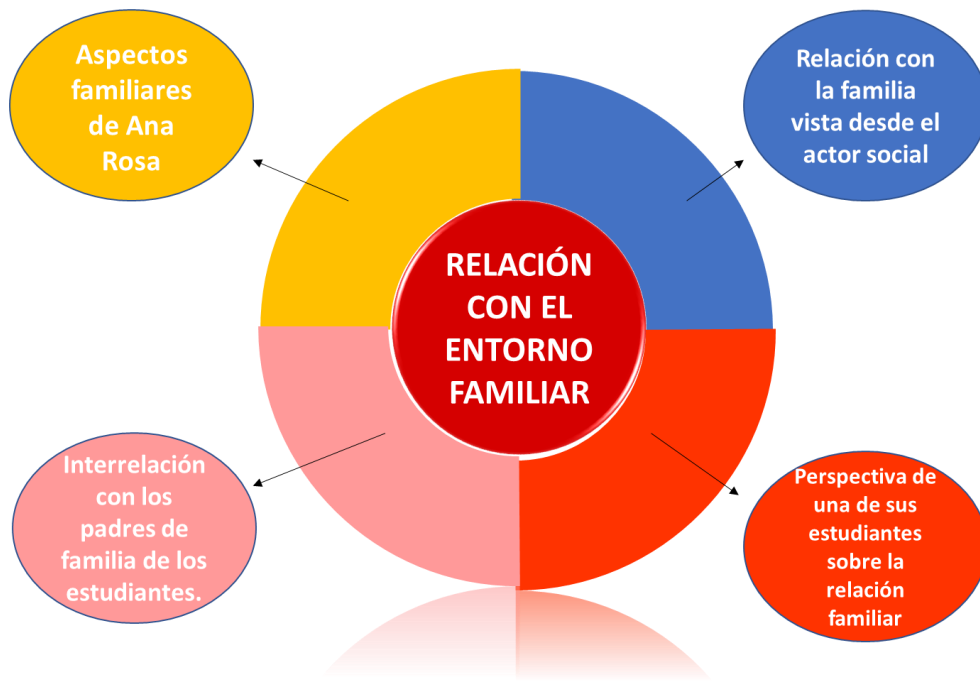 Aspectos
familiares
de Ana
Rosa
Relación con
la familia
vista desde el
actor social
RELACIÓN
CON EL
ENTORNO
FAMILIAR
Interrelación
con los
padres de
familia de los
estudiantes.
Perspectiva de
una de sus
estudiantes
sobre la
relación
familiar